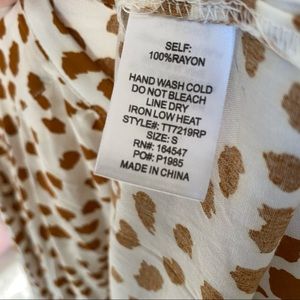 SELF:
100%RAYON
HAND WASH COLD
DO NOT BLEACH
LINE DRY
IRON LOW HEAT
STYLE#: TT7219RP
SIZE: S
RN#: 164547
PO#: P1985
MADE IN CHINA